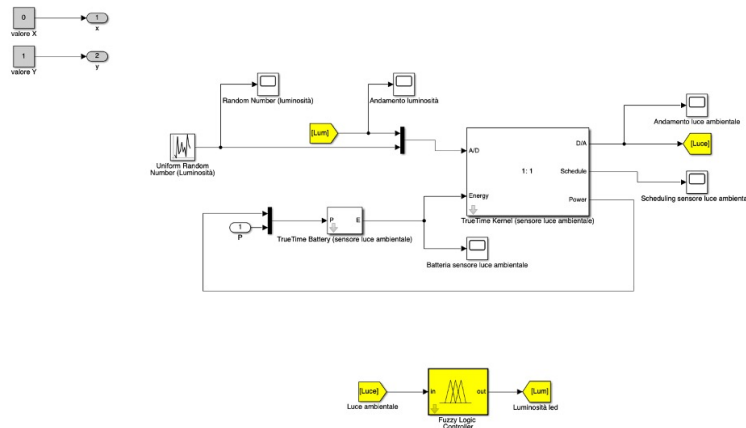 0
1
valore X
x
1
2
valore Y
y
Random Number (luminosità)
Andamento luminosità
Andamento luce ambientale
[Lum]
D/A
[Luce]
A/D
Uniform Random
Number (Luminosità)
1: 1
Schedule
Energy
Power
Scheduling sensore luce ambienta
TrueTime Kernel (sensore luce ambientale)
P
E
1
P
TrueTime Battery (sensore luce ambientale)
Batteria sensore luce ambientale
[Luce]
in
out
[Lum]
Luce ambientale
Luminosità led
Fuzzy Logic
Controller